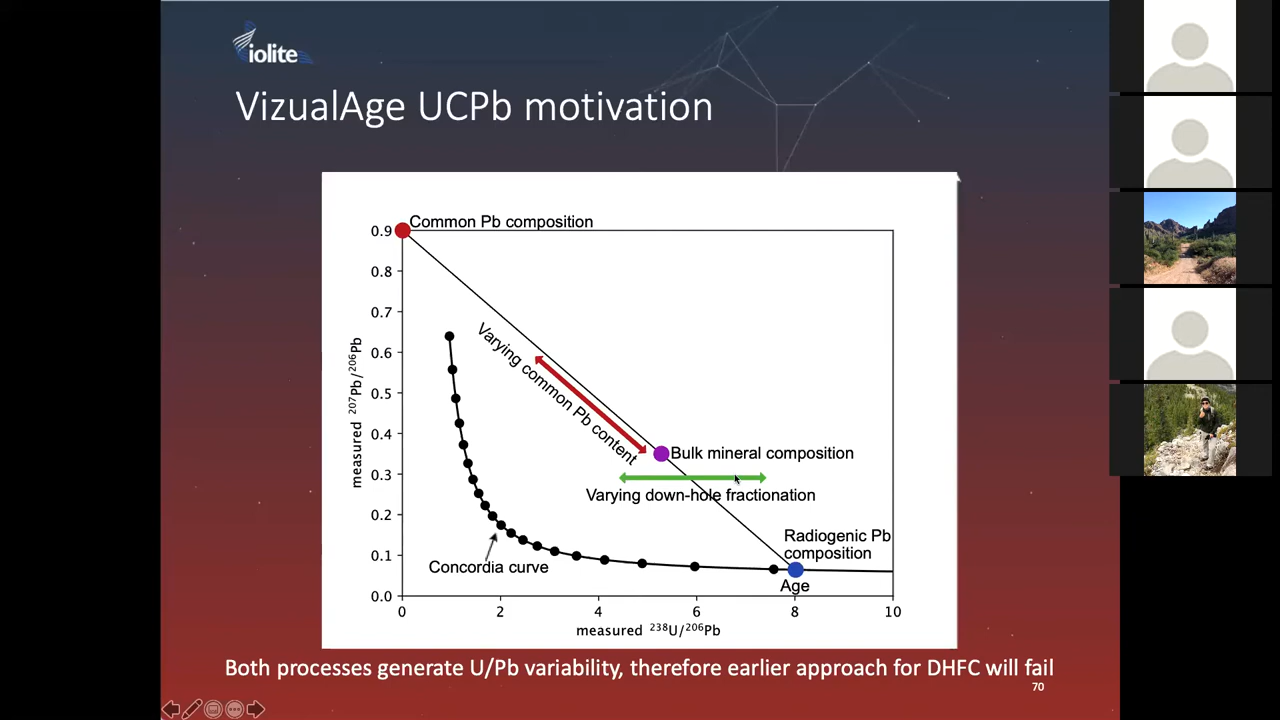 iolite
VizualAge UCPb motivation
Common Pb composition
0.9
0.8
0.7
0.6
0.5
0.4
0.3
0.2
0.1
0.0
measured ²⁰⁷Pb/²⁰⁶Pb
Varying common Pb content
Bulk mineral composition
Varying down-hole fractionation
Radiogenic Pb
composition
Concordia curve
Age
0 2 4 6 8 10
measured ²³⁸U/²⁰⁶Pb
Both processes generate U/Pb variability, therefore earlier approach for DHFC will fail
70